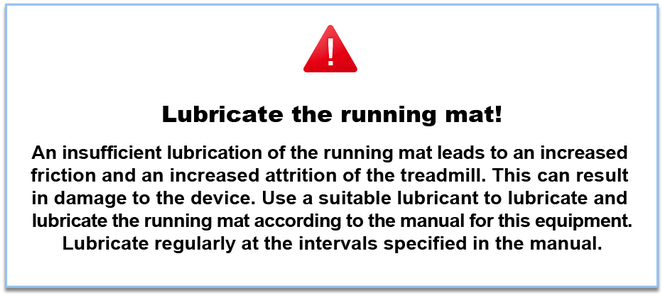 !
Lubricate the running mat!
An insufficient lubrication of the running mat leads to an increased
friction and an increased attrition of the treadmill. This can result
in damage to the device. Use a suitable lubricant to lubricate and
lubricate the running mat according to the manual for this equipment.
Lubricate regularly at the intervals specified in the manual.